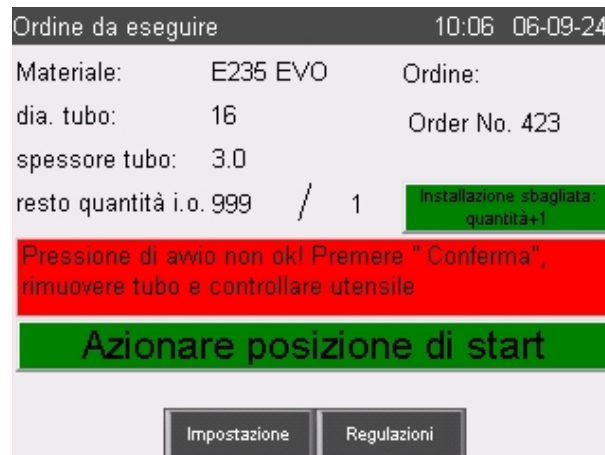 Ordine da eseguire 10:06 06-09-24
Materiale: E235 EVO Ordine:
dia. tubo: 16 Order No. 423
spessore tubo: 3.0
resto quantità i.o. 999 / 1
Installazione sbagliata:
quantità+1
Pressione di avvio non ok! Premere " Conferma",
rimuovere tubo e controllare utensile
Azionare posizione di start
Impostazione Regulazioni